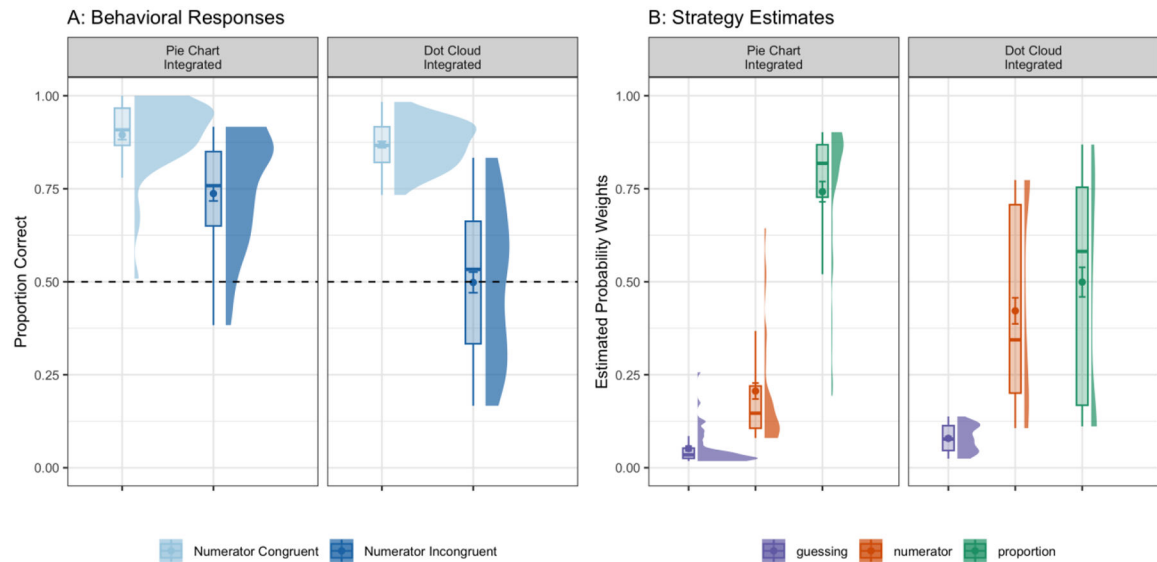 A: Behavioral Responses
Pie Chart
Integrated
Dot Cloud
Integrated
1.00
0.75
0.50
0.25
0.00
Proportion Correct
Numerator Congruent
Numerator Incongruent
B: Strategy Estimates
Pie Chart
Integrated
Dot Cloud
Integrated
1.00
0.75
0.50
0.25
0.00
Estimated Probability Weights
guessing
numerator
proportion